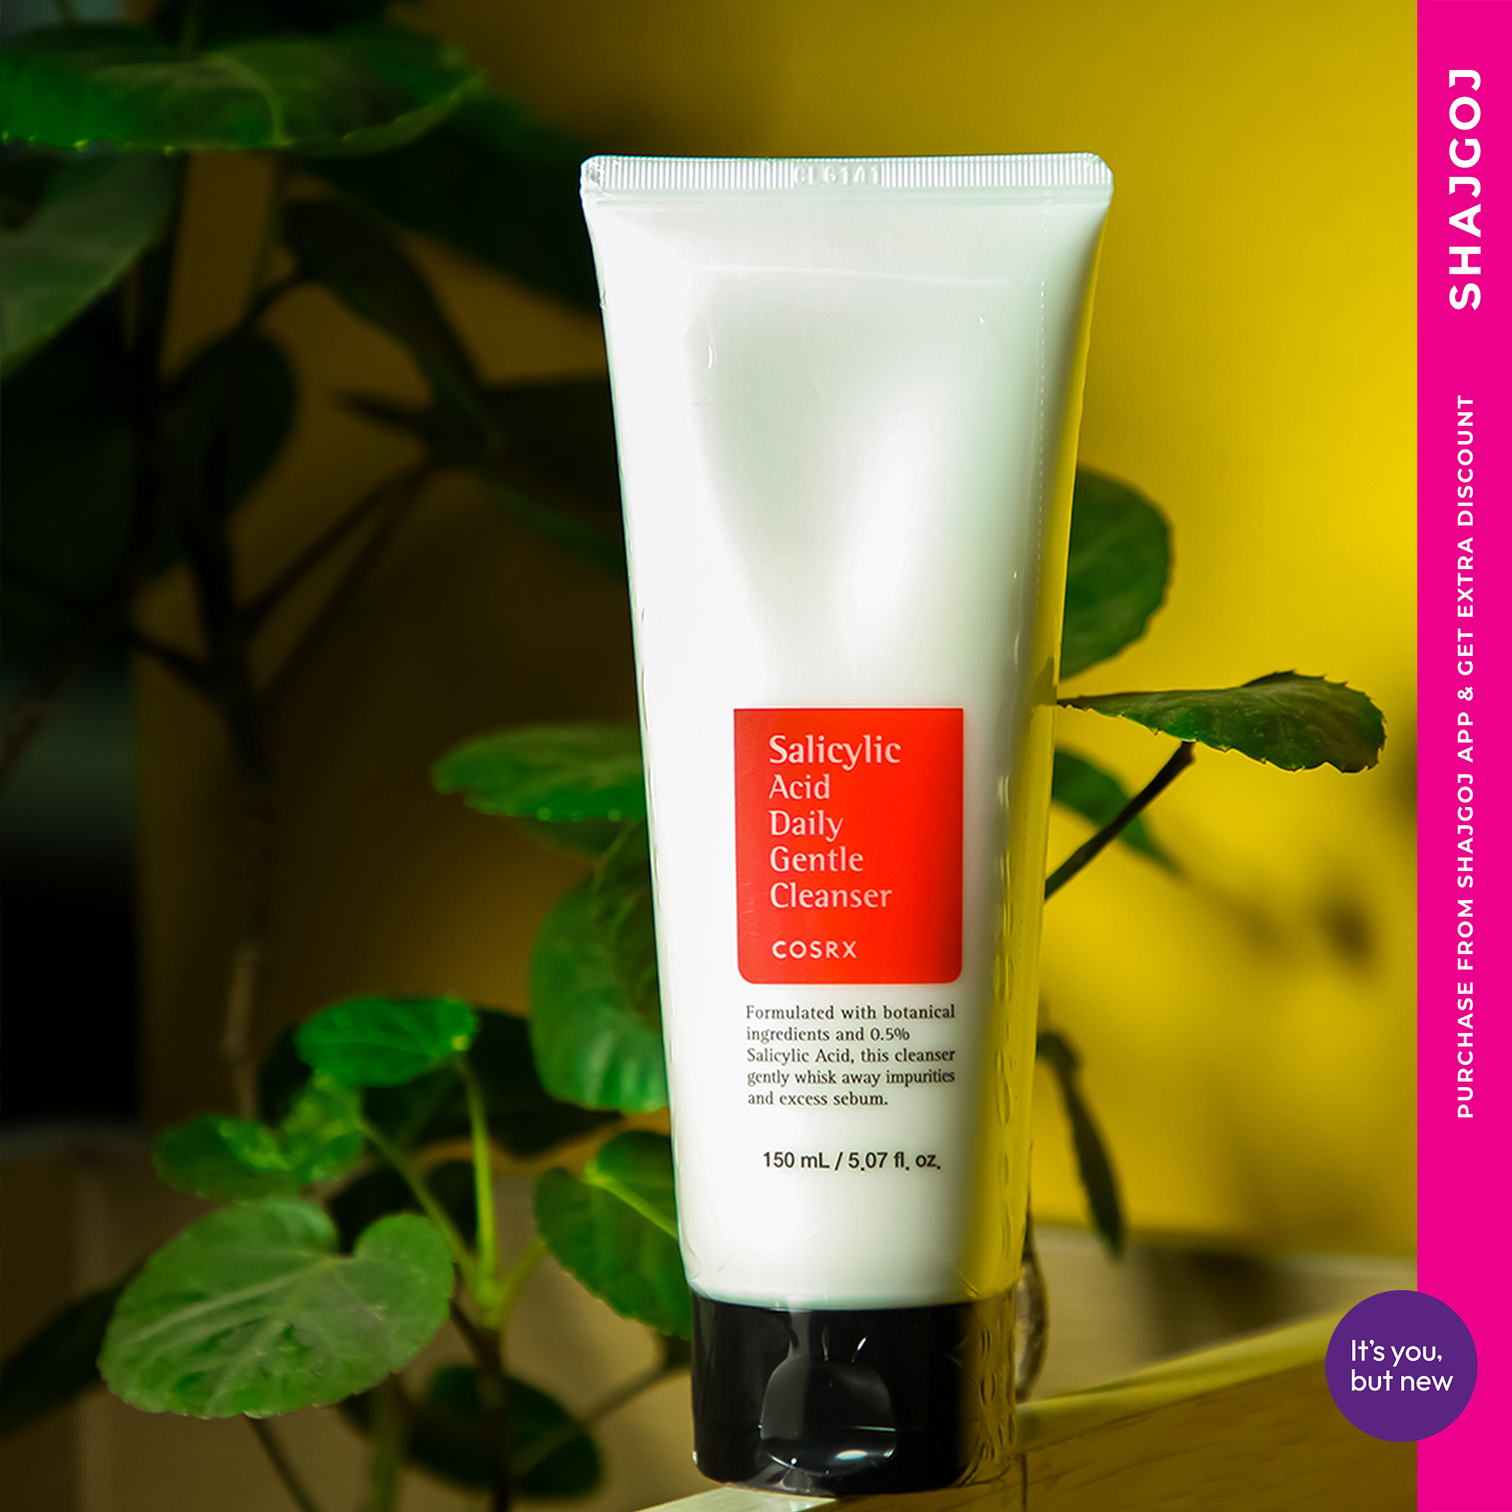 CL6141
Salicylic
Acid
Daily
Gentle
Cleanser
COSRX
Formulated with botanical
ingredients and 0.5%
Salicylic Acid, this cleanser
gently whisk away impurities
and excess sebum.
150 mL / 5.07 fl. oz.
SHAJGOJ
PURCHASE FROM SHAJGOJ APP & GET EXTRA DISCOUNT
It's you,
but new